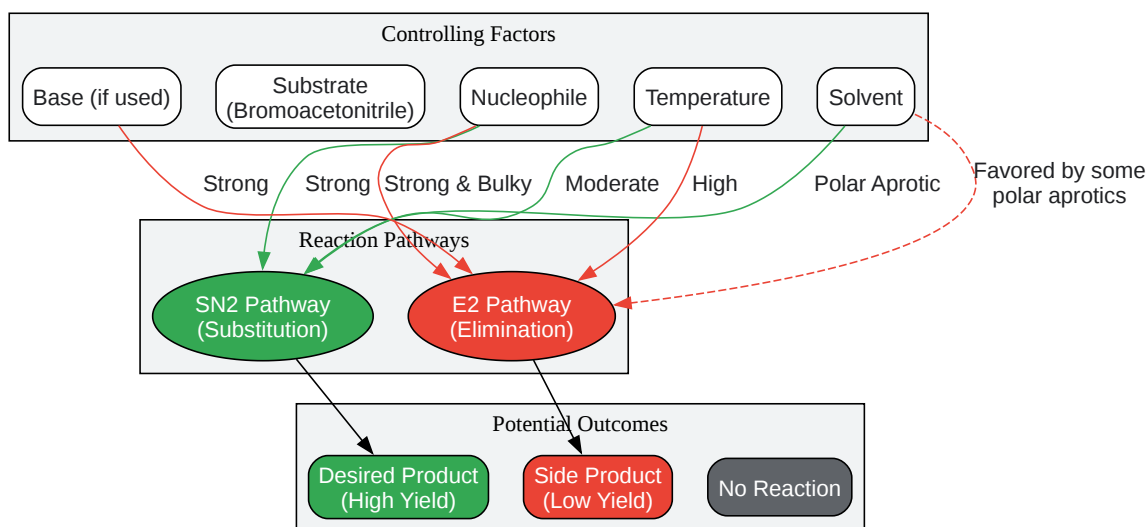 Controlling Factors
Base (if used)
Substrate
(Bromoacetonitrile)
Nucleophile
Temperature
Solvent
Strong
Strong
Strong & Bulky
Moderate
High
Polar Aprotic
Favored by some
polar aprotics
Reaction Pathways
SN2 Pathway
(Substitution)
E2 Pathway
(Elimination)
Potential Outcomes
Desired Product
(High Yield)
Side Product
(Low Yield)
No Reaction